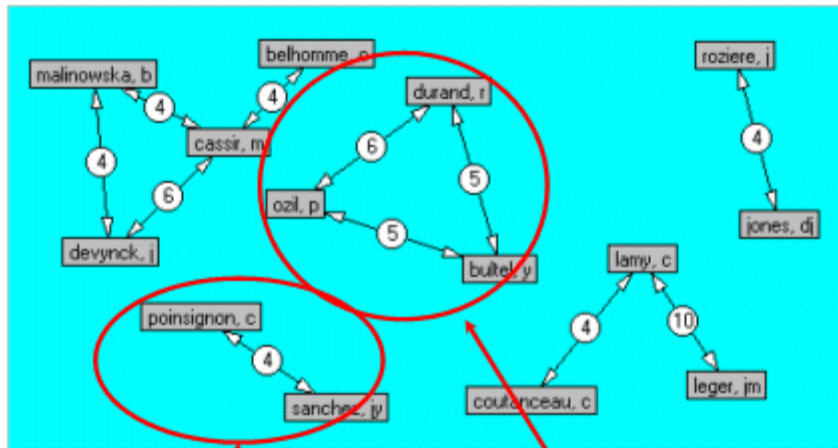 belhomme, c
malinowska, b
4
4
cassir, m
4
6
devynck, j
durand, r
6
5
ozil, p
5
bultel, y
roziere, j
4
jones, dj
lamy, c
4
10
coutanceau, c
leger, jm
poinsignon, c
4
sanchez, jy